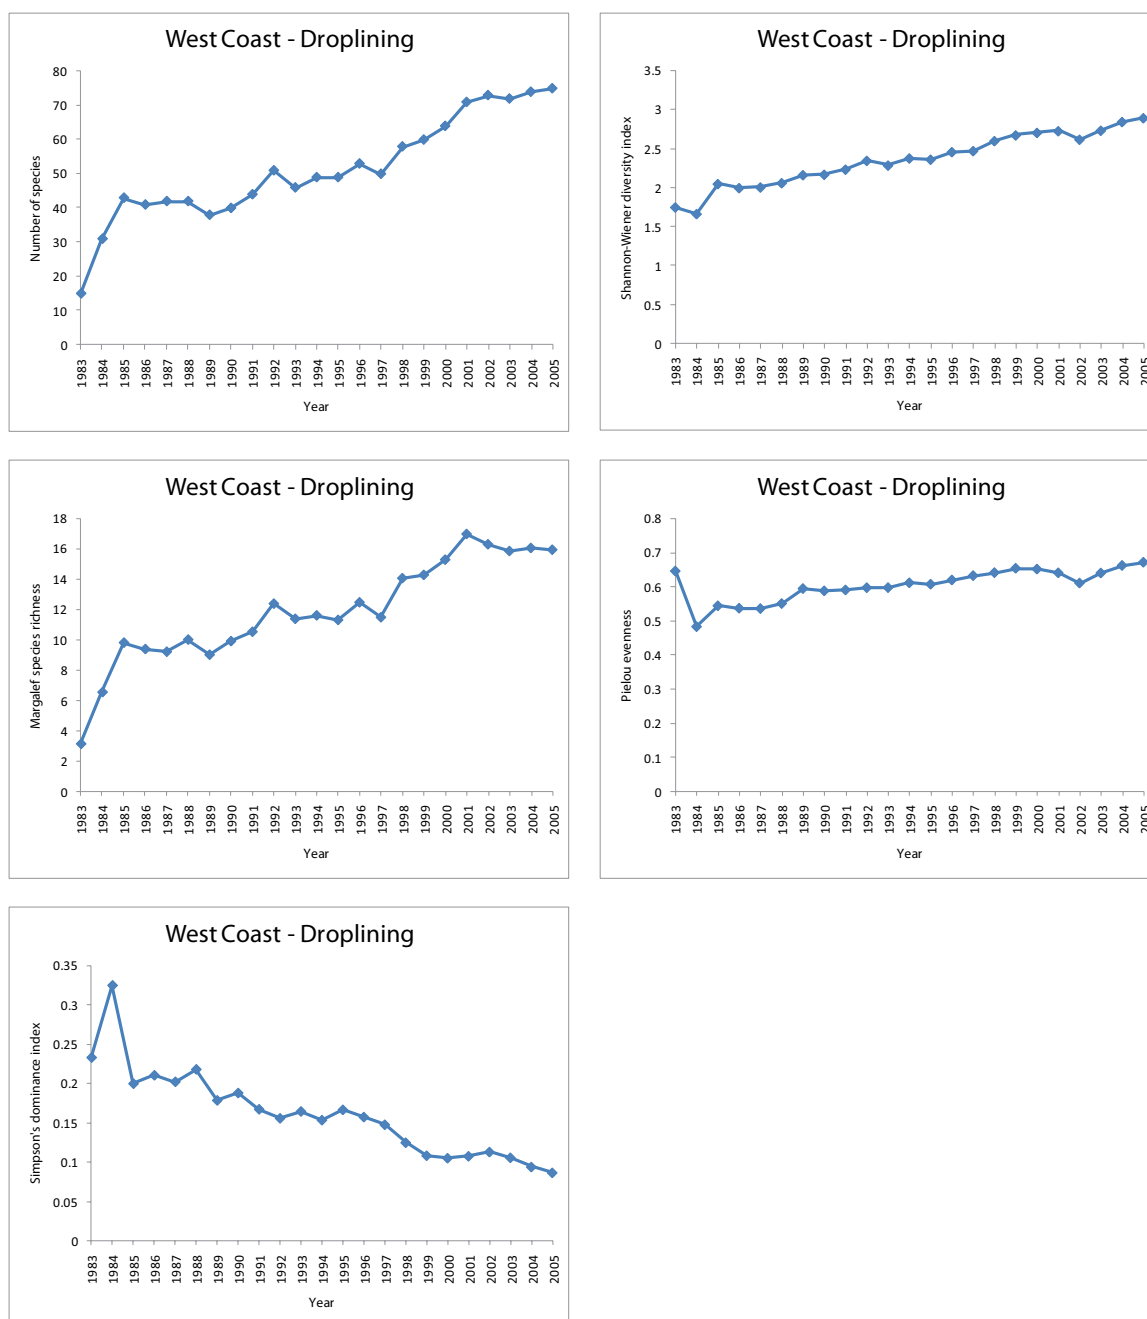 West Coast - Droplining
Number of species
80
70
60
50
40
30
20
10
0
1983 1984 1985 1986 1987 1988 1989 1990 1991 1992 1993 1994 1995 1996 1997 1998 1999 2000 2001 2002 2003 2004 2005
Year
West Coast - Droplining
Shannon-Wiener diversity index
3.5
3
2.5
2
1.5
1
0.5
0
1983 1984 1985 1986 1987 1988 1989 1990 1991 1992 1993 1994 1995 1996 1997 1998 1999 2000 2001 2002 2003 2004 2005
Year
West Coast - Droplining
Margalef species richness
18
16
14
12
10
8
6
4
2
0
1983 1984 1985 1986 1987 1988 1989 1990 1991 1992 1993 1994 1995 1996 1997 1998 1999 2000 2001 2002 2003 2004 2005
Year
West Coast - Droplining
Pielou evenness
0.8
0.7
0.6
0.5
0.4
0.3
0.2
0.1
0
1983 1984 1985 1986 1987 1988 1989 1990 1991 1992 1993 1994 1995 1996 1997 1998 1999 2000 2001 2002 2003 2004 2005
Year
West Coast - Droplining
Simpson's dominance index
0.35
0.3
0.25
0.2
0.15
0.1
0.05
0
1983 1984 1985 1986 1987 1988 1989 1990 1991 1992 1993 1994 1995 1996 1997 1998 1999 2000 2001 2002 2003 2004 2005
Year